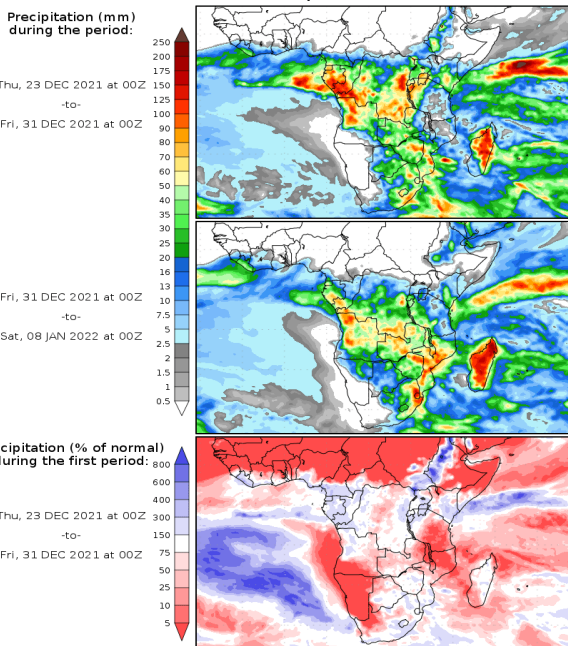 Precipitation (mm)
during the period:
250
200
175
150
125
100
90
80
70
60
50
40
35
30
25
20
16
13
10
7.5
5
2.5
2
1.5
1
0.5
Thu, 23 DEC 2021 at 00Z
-to-
Fri, 31 DEC 2021 at 00Z
Fri, 31 DEC 2021 at 00Z
-to-
Sat, 08 JAN 2022 at 00Z
cipitation (% of normal)
during the first period:
800
600
400
300
150
75
50
25
10
5
Thu, 23 DEC 2021 at 00Z
-to-
Fri, 31 DEC 2021 at 00Z